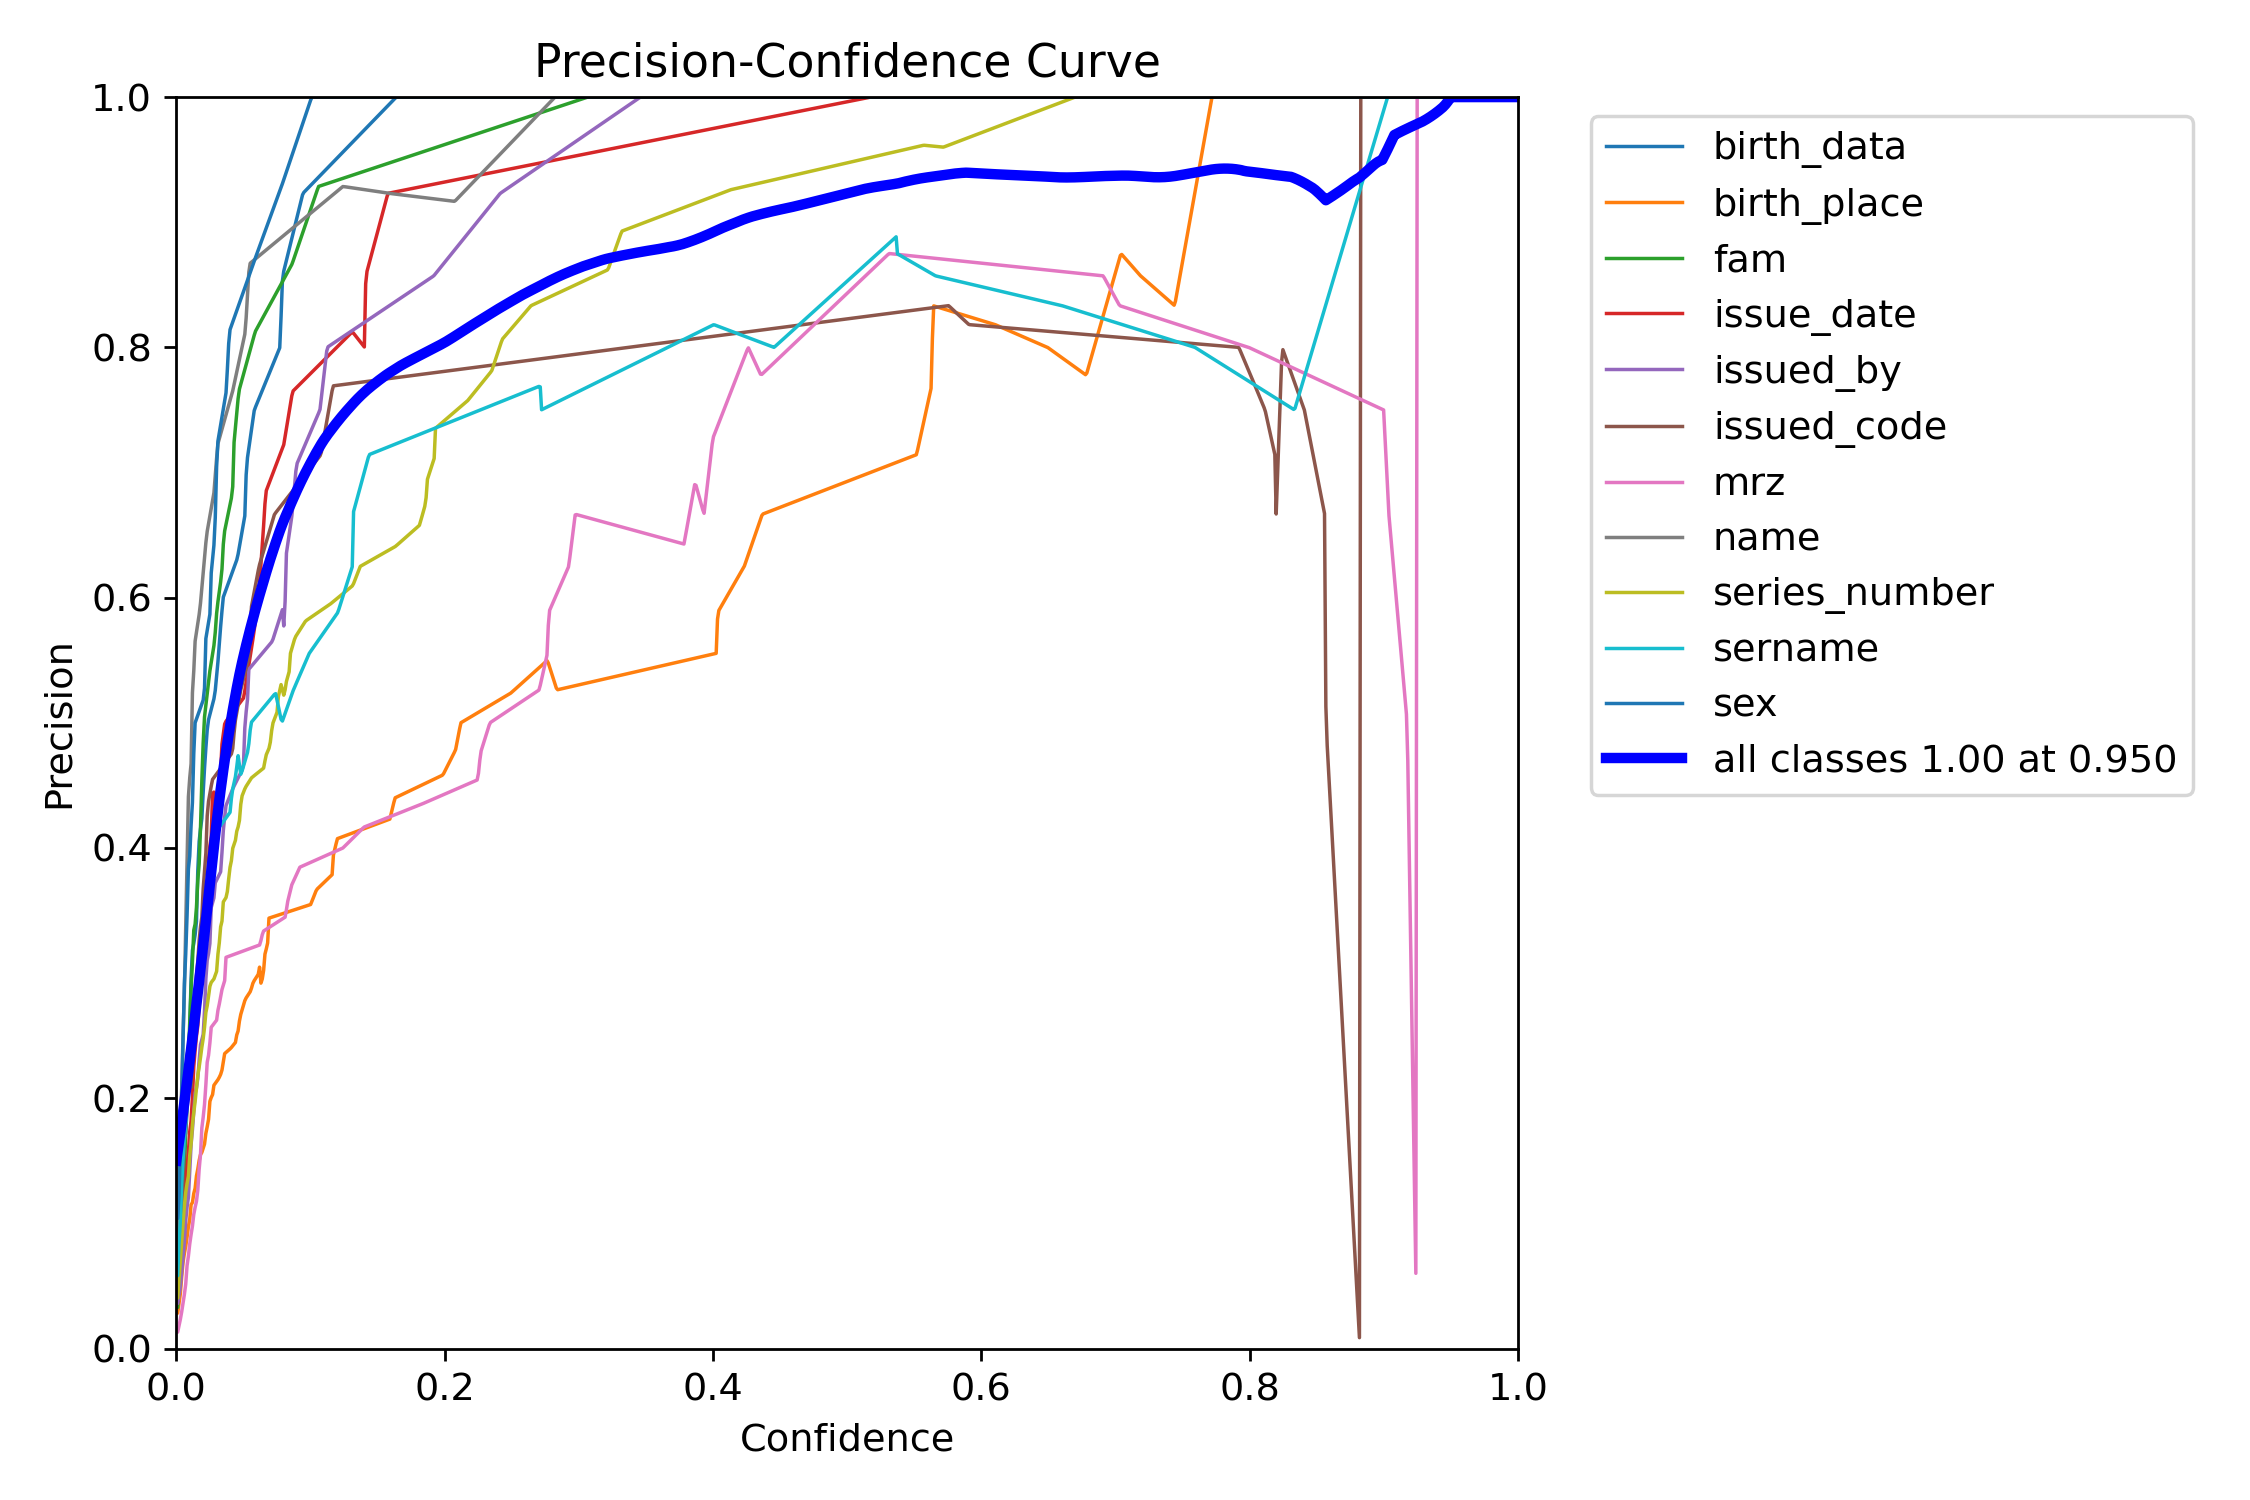 Precision-Confidence Curve
1.0
0.8
0.6
0.4
0.2
0.0
Precision
0.0 0.2 0.4 0.6 0.8 1.0
Confidence
birth_data
birth_place
fam
issue_date
issued_by
issued_code
mrz
name
series_number
sername
sex
all classes 1.00 at 0.950